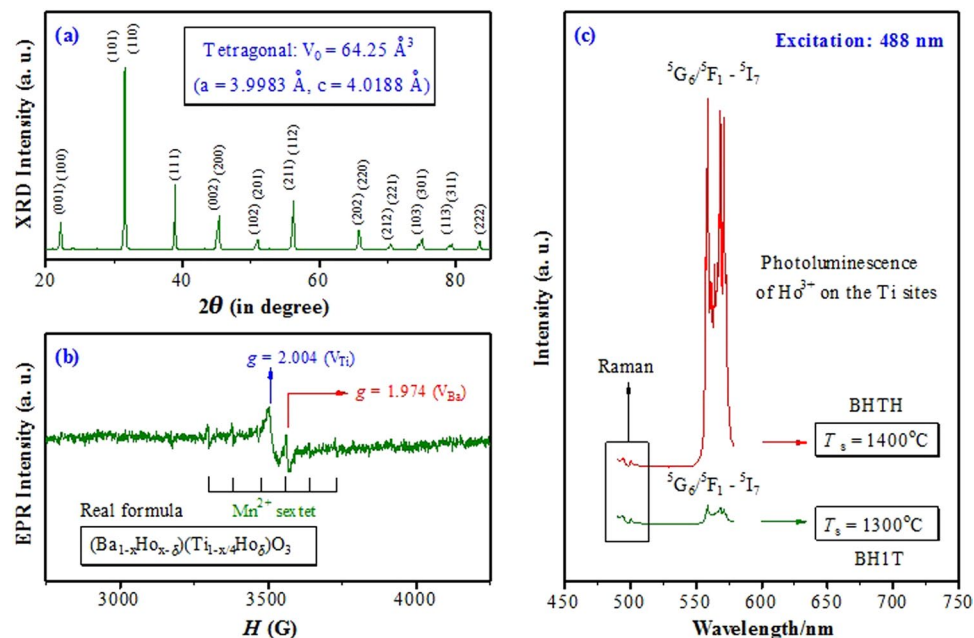 (a)
Tetragonal: V₀ = 64.25 Å³
(a = 3.9983 Å, c = 4.0188 Å)
XRD Intensity (a. u.)
(001) (100)
(101)
(110)
(111)
(002) (200)
(102) (201)
(211) (112)
(202) (220)
(212) (221)
(103) (301)
(113) (311)
(222)
20 40 60 80
2θ (in degree)
(b)
g = 2.004 (V_Ti)
g = 1.974 (V_Ba)
EPR Intensity (a. u.)
Mn²⁺ sextet
Real formula
(Ba₁₋ₓHoₓ₋δ)(Ti₁₋ₓ/₄Hoδ)O₃
3000 3500 4000
H (G)
(c)
Excitation: 488 nm
⁵G₆/⁵F₁ - ⁵I₇
Intensity (a. u.)
Photoluminescence
of Ho³⁺ on the Ti sites
Raman
BHTH
T s = 1400°C
⁵G₆/⁵F₁ - ⁵I₇
T s = 1300°C
BH1T
450 500 550 600 650 700 750
Wavelength/nm